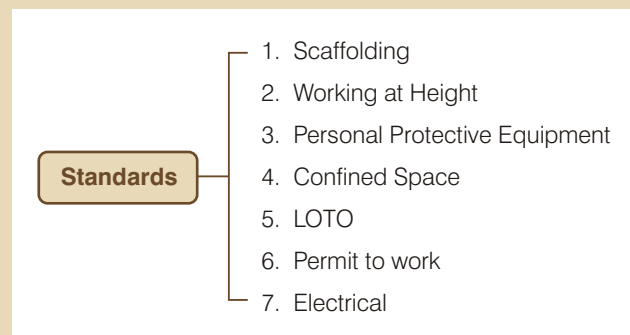 Standards
1. Scaffolding
2. Working at Height
3. Personal Protective Equipment
4. Confined Space
5. LOTO
6. Permit to work
7. Electrical